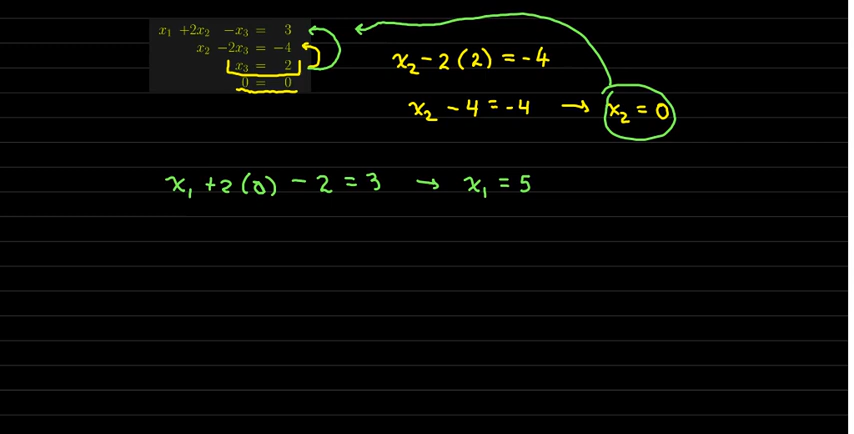 x₁ +2x₂ −x₃ = 3
x₂ −2x₃ = −4
x₃ = 2
0 = 0
x₂ − 2(2) = −4
x₂ − 4 = −4 → x₂ = 0
x₁ + 2(0) − 2 = 3 → x₁ = 5